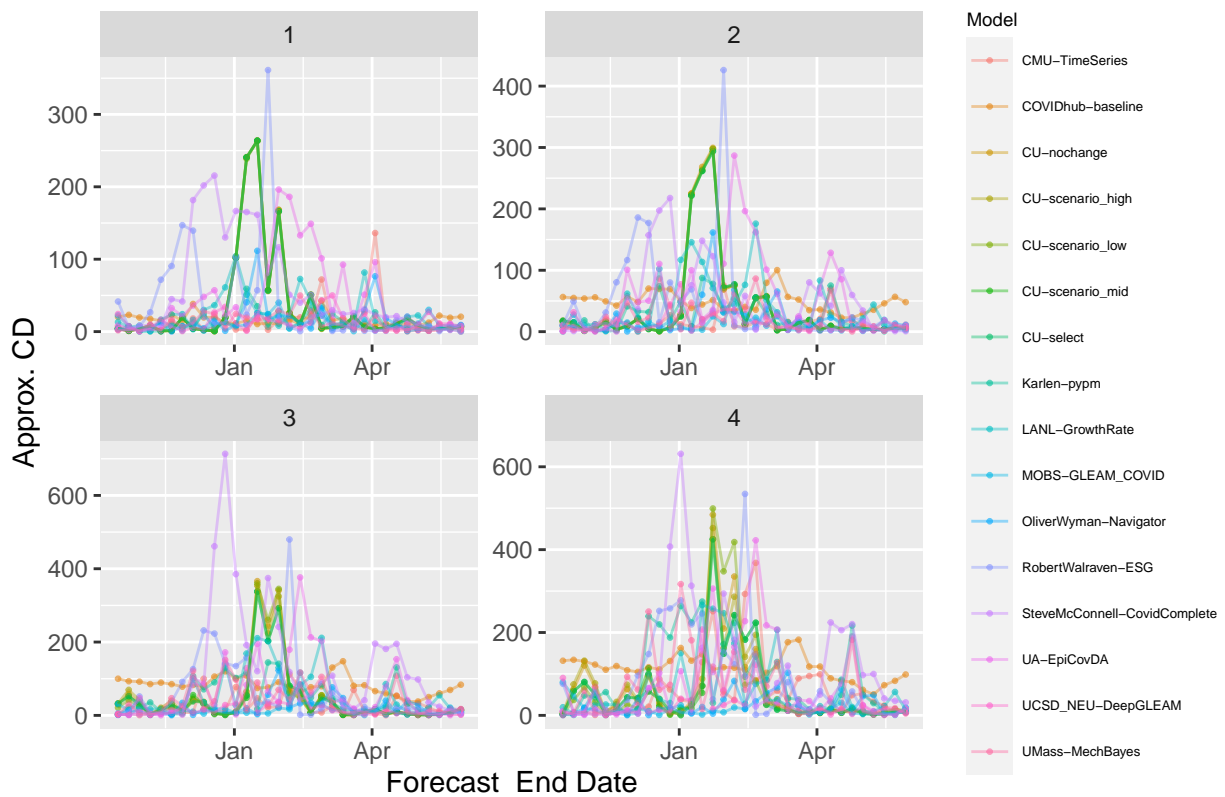 1
2
300
200
100
0
Jan
Apr
400
300
200
100
0
Jan
Apr
3
4
600
400
200
0
Jan
Apr
600
400
200
0
Jan
Apr
Approx. CD
Forecast End Date
Model
CMU−TimeSeries
COVIDhub−baseline
CU−nochange
CU−scenario_high
CU−scenario_low
CU−scenario_mid
CU−select
Karlen−pypm
LANL−GrowthRate
MOBS−GLEAM_COVID
OliverWyman−Navigator
RobertWalraven−ESG
SteveMcConnell−CovidComplete
UA−EpiCovDA
UCSD_NEU−DeepGLEAM
UMass−MechBayes